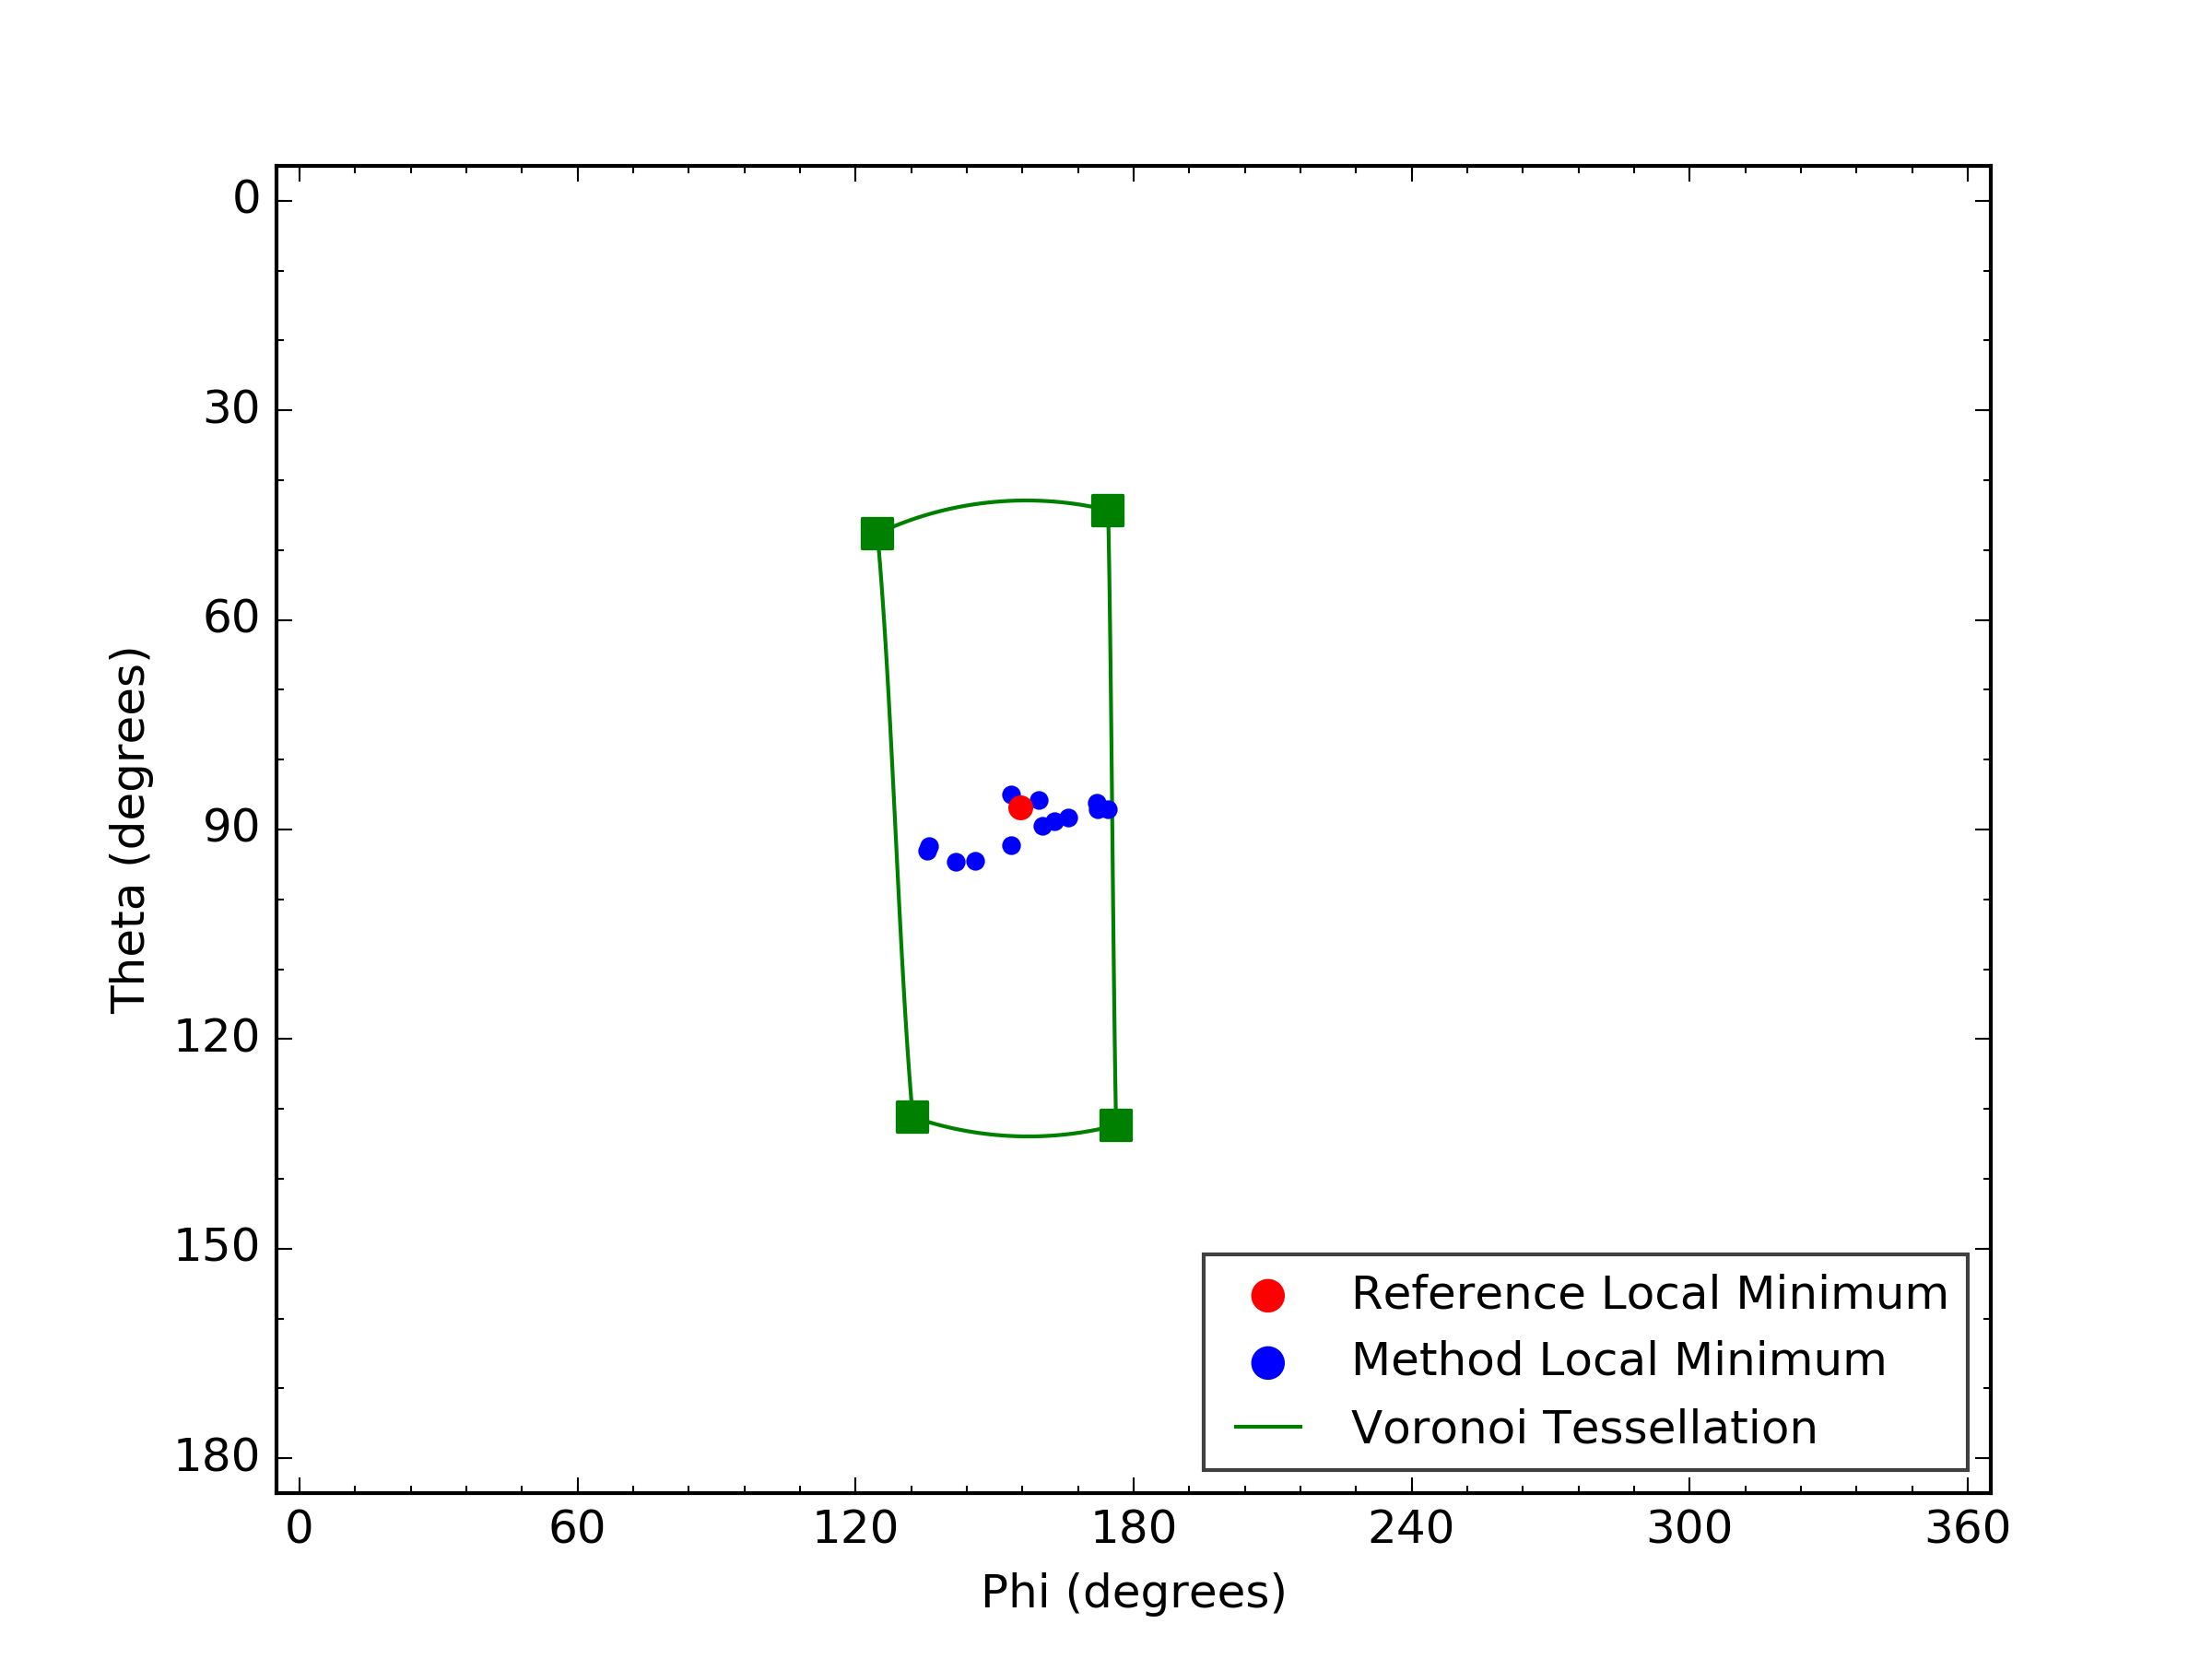 0
30
60
90
120
150
180
Theta (degrees)
0 60 120 180 240 300 360
Phi (degrees)
Reference Local Minimum
Method Local Minimum
Voronoi Tessellation